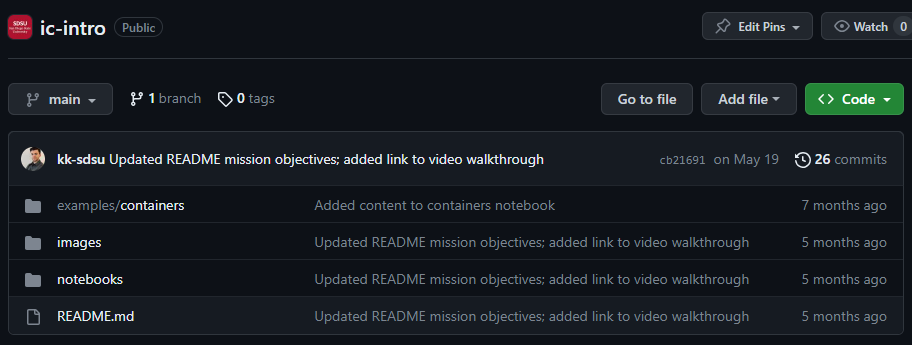 SDSU
ic-intro Public Edit Pins Watch 0
main 1 branch 0 tags Go to file Add file Code
kk-sdsu Updated README mission objectives; added link to video walkthrough cb21691 on May 19 26 commits
examples/containers Added content to containers notebook 7 months ago
images Updated README mission objectives; added link to video walkthrough 5 months ago
notebooks Updated README mission objectives; added link to video walkthrough 5 months ago
README.md Updated README mission objectives; added link to video walkthrough 5 months ago